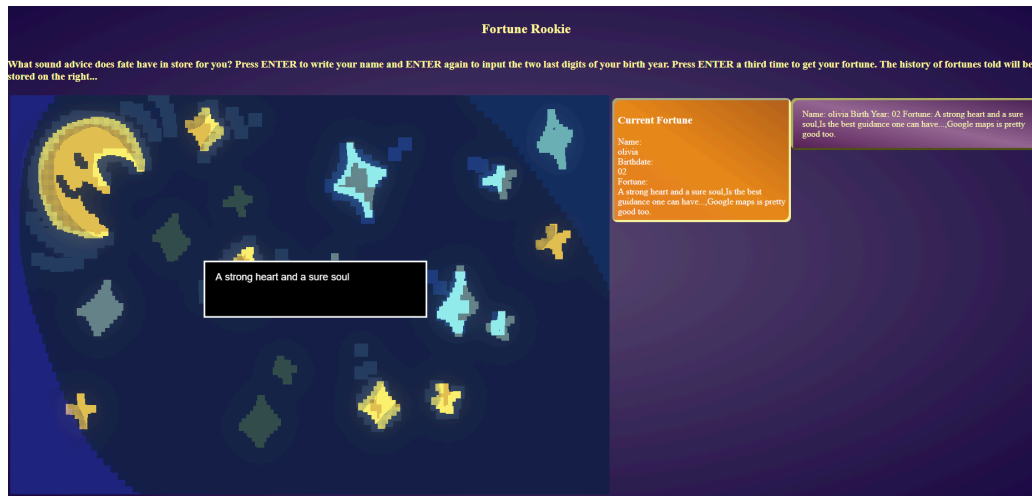 Fortune Rookie
What sound advice does fate have in store for you? Press ENTER to write your name and ENTER again to input the two last digits of your birth year. Press ENTER a third time to get your fortune. The history of fortunes told will be
stored on the right...
A strong heart and a sure soul
Current Fortune
Name:
olivia
Birthdate:
02
Fortune:
A strong heart and a sure soul,Is the best
guidance one can have...,Google maps is pretty
good too.
Name: olivia Birth Year: 02 Fortune: A strong heart and a sure
soul,Is the best guidance one can have...,Google maps is pretty
good too.